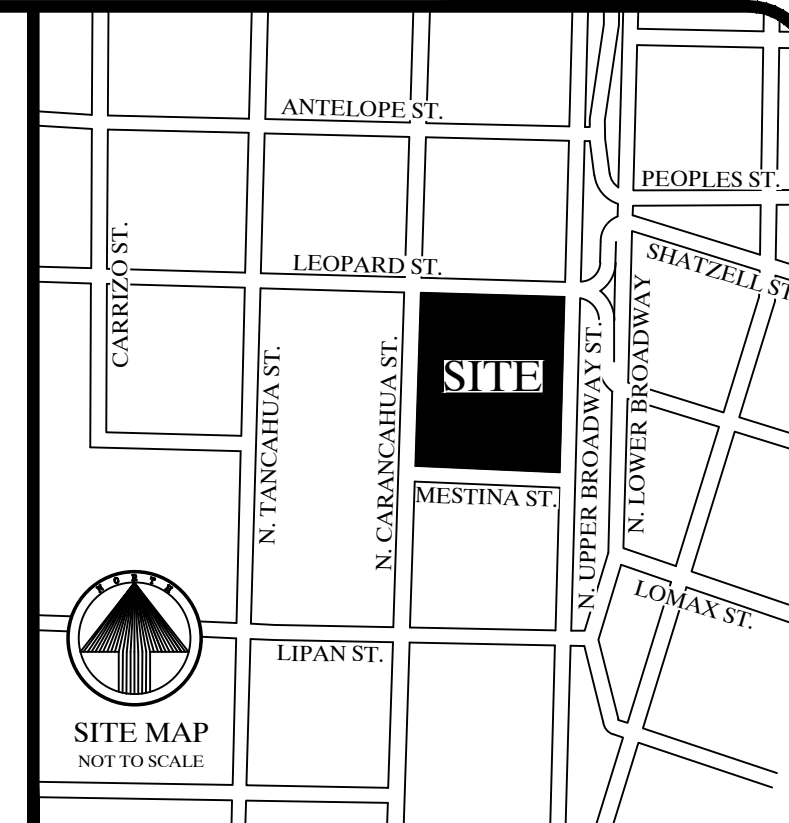 ANTELOPE ST.
PEOPLES ST.
SHATZELL ST
LEOPARD ST.
CARRIZO ST.
N. TANCAHUA ST.
N. CARANCAHUA ST.
SITE
N. UPPER BROADWAY ST.
N. LOWER BROADWAY
MESTINA ST.
LOMAX ST.
LIPAN ST.
NORTH
SITE MAP
NOT TO SCALE